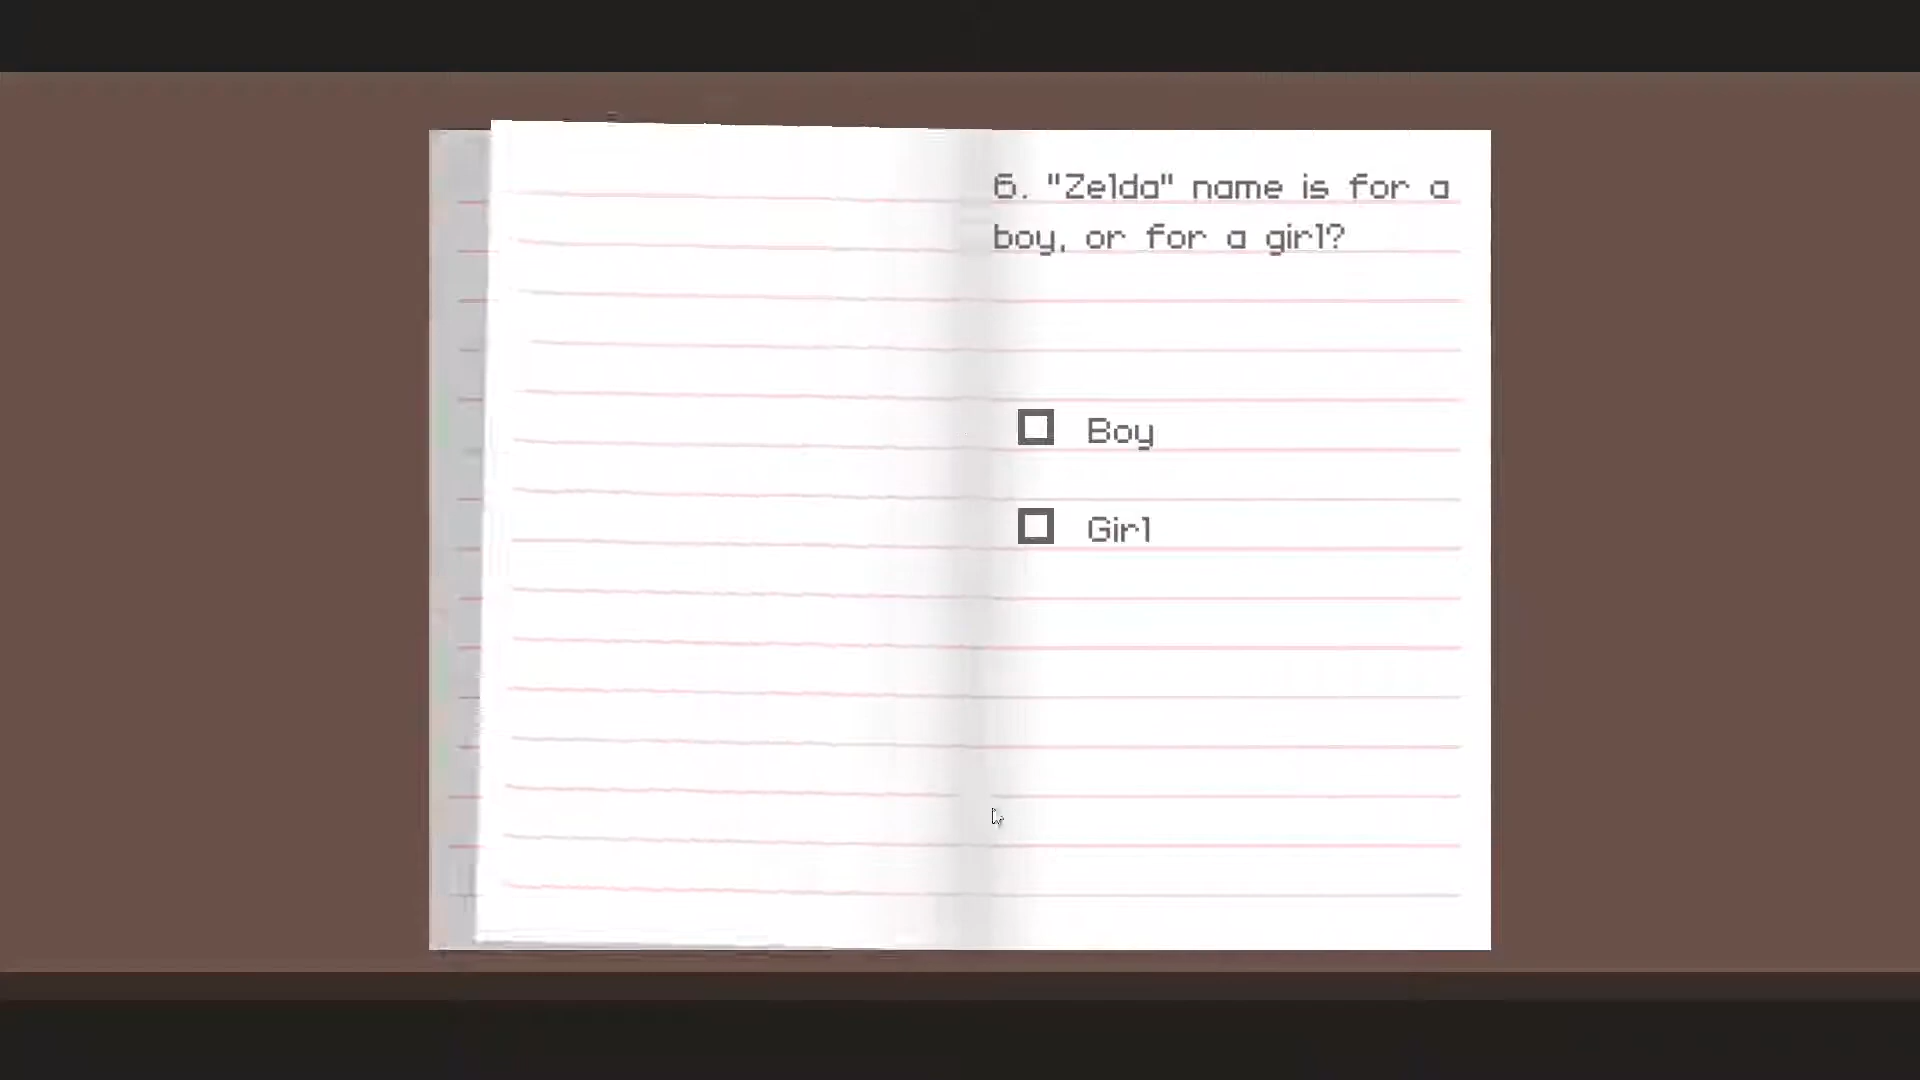 6. "Zelda" name is for a
boy, or for a girl?
Boy
Girl